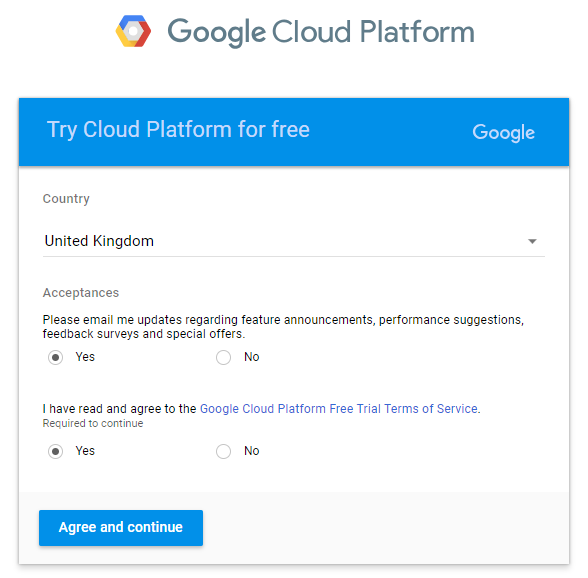 Google Cloud Platform
Try Cloud Platform for free
Google
Country
United Kingdom
Acceptances
Please email me updates regarding feature announcements, performance suggestions,
feedback surveys and special offers.
Yes No
I have read and agree to the Google Cloud Platform Free Trial Terms of Service.
Required to continue
Yes No
Agree and continue